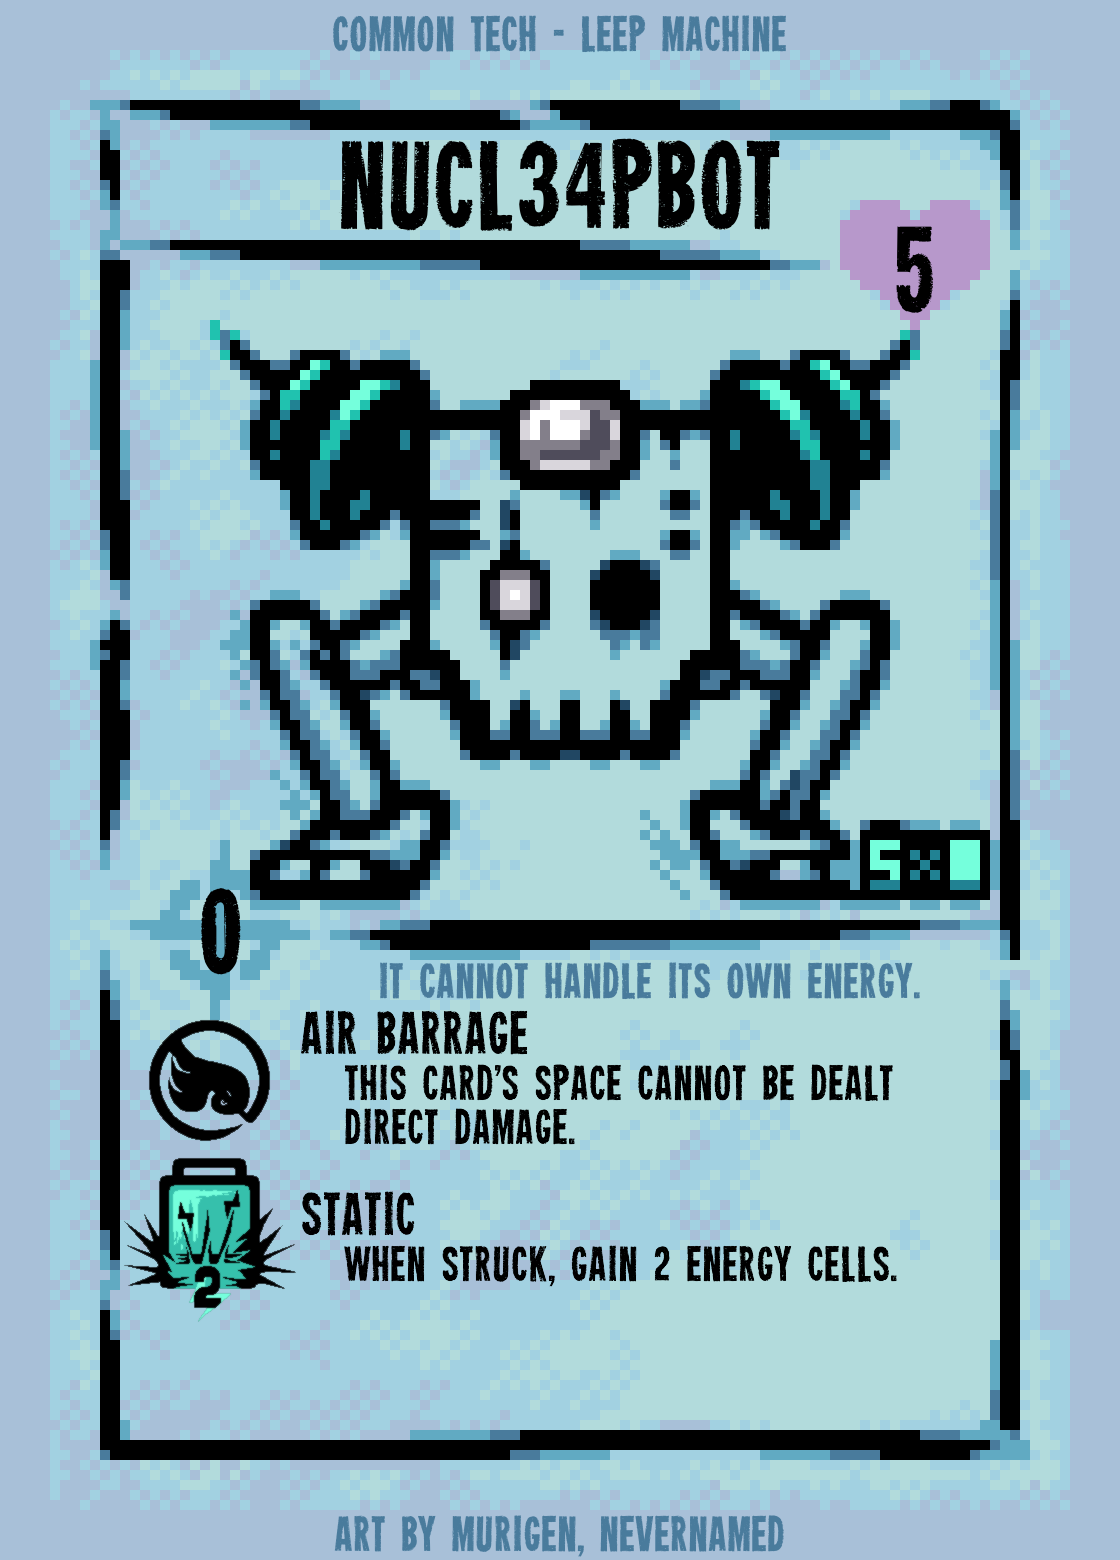 COMMON TECH - LEEP MACHINE
NUCL34PBOT
5
5 X
0
IT CANNOT HANDLE ITS OWN ENERGY.
AIR BARRAGE
THIS CARD'S SPACE CANNOT BE DEALT
DIRECT DAMAGE.
STATIC
WHEN STRUCK, GAIN 2 ENERGY CELLS.
W
2
ART BY MURIGEN, NEVERNAMED